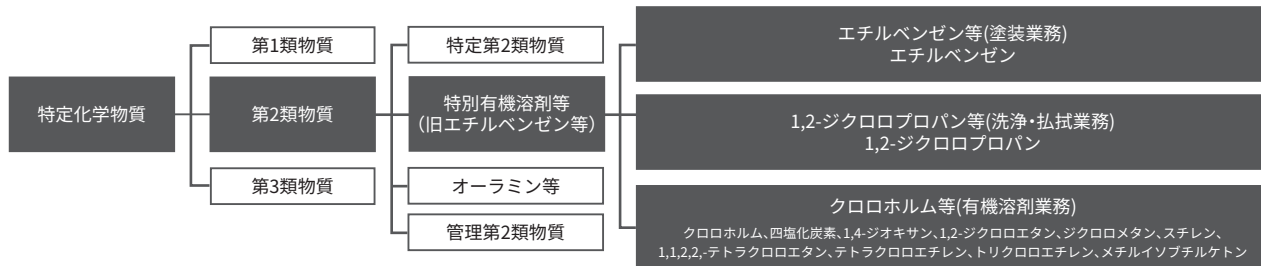 特定化学物質
第1類物質
第2類物質
第3類物質
特定第2類物質
特別有機溶剤等
(旧エチルベンゼン等)
オーラミン等
管理第2類物質
エチルベンゼン等(塗装業務)
エチルベンゼン
1,2-ジクロロプロパン等(洗浄・払拭業務)
1,2-ジクロロプロパン
クロロホルム等(有機溶剤業務)
クロロホルム、四塩化炭素、1,4-ジオキサン、1,2-ジクロロエタン、ジクロロメタン、スチレン、
1,1,2,2,-テトラクロロエタン、テトラクロロエチレン、トリクロロエチレン、メチルイソブチルケトン